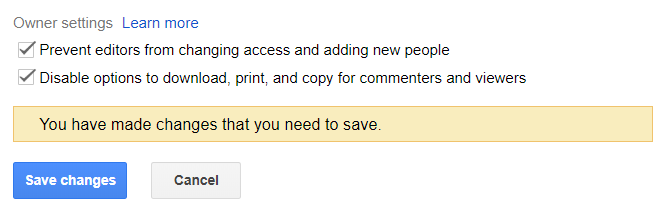 Owner settings Learn more
Prevent editors from changing access and adding new people
Disable options to download, print, and copy for commenters and viewers
You have made changes that you need to save.
Save changes Cancel